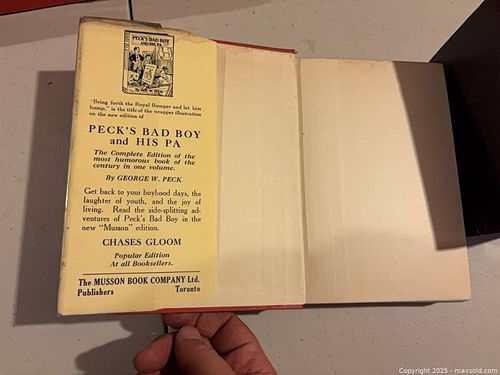 PECK'S BAD BOY
AND HIS PA
By GEO. W. PECK
"Bring forth the Royal Bumper and let him
bump," is the title of the wrapper illustration
on the new edition of
PECK'S BAD BOY
and HIS PA
The Complete Edition of the
most humorous book of the
century in one volume.
By GEORGE W. PECK
Get back to your boyhood days, the
laughter of youth, and the joy of
living. Read the side-splitting ad-
ventures of Peck's Bad Boy in the
new "Musson" edition.
CHASES GLOOM
Popular Edition
At all Booksellers.
The MUSSON BOOK COMPANY Ltd.
Publishers Toronto
Copyright 2025 - maxsold.com